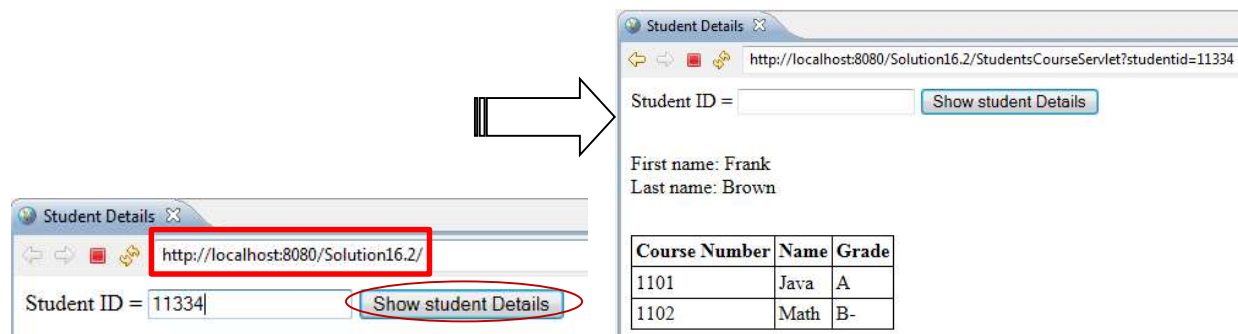 Student Details
http://localhost:8080/Solution16.2/
Student ID = 11334 Show student Details
Student Details
http://localhost:8080/Solution16.2/StudentsCourseServlet?studentid=11334
Student ID = Show student Details
First name: Frank
Last name: Brown
Course Number Name Grade
1101 Java A
1102 Math B-